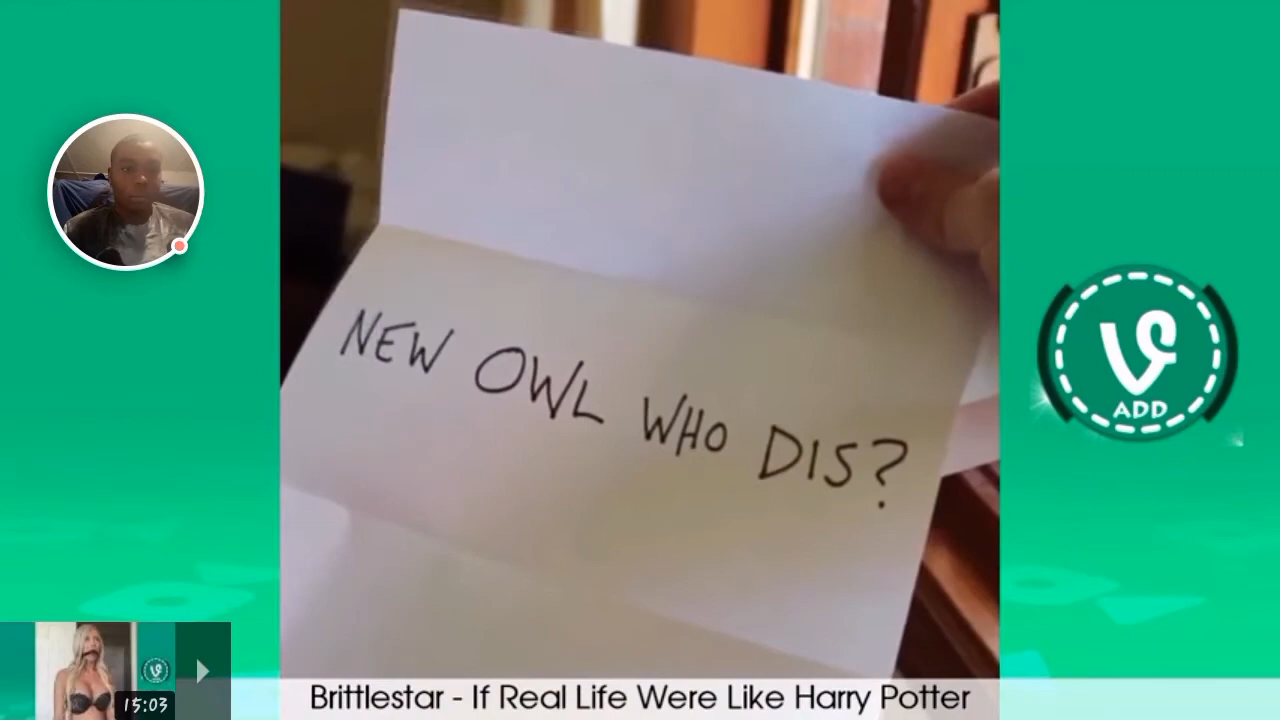 NEW OWL WHO DIS?
ADD
15:03
Brittlestar - If Real Life Were Like Harry Potter